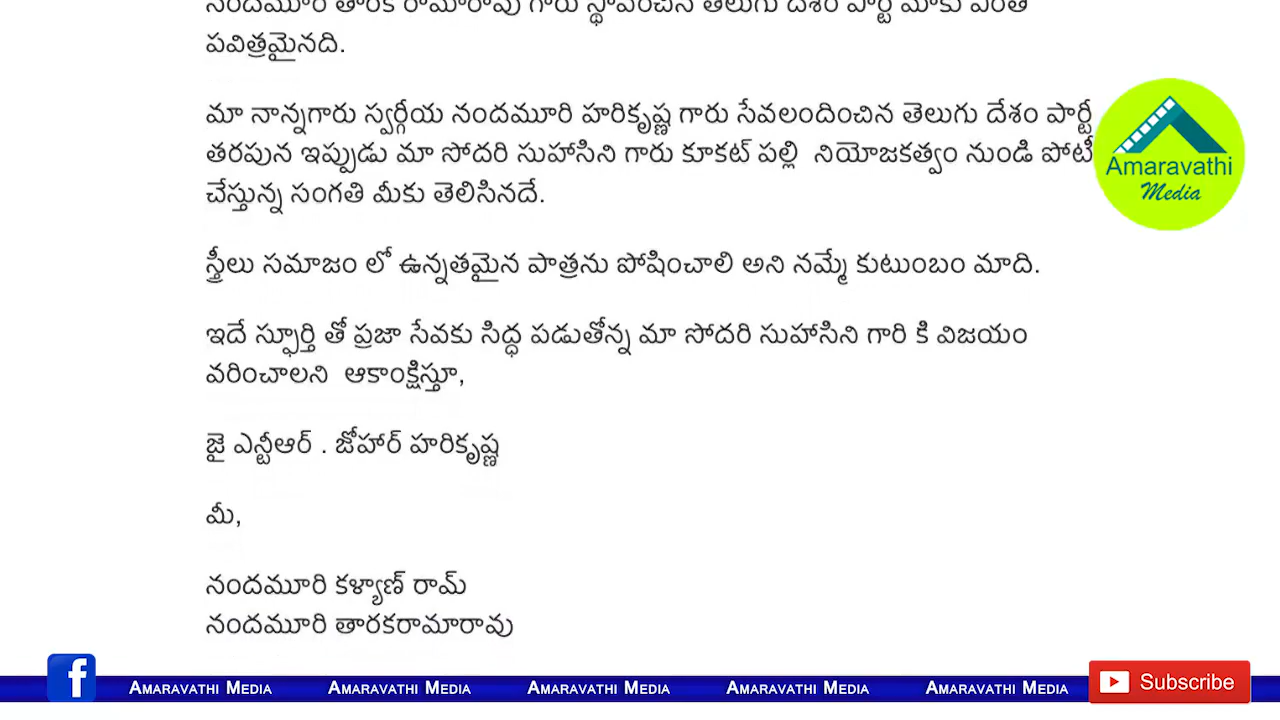 నందమూరి తారక రామారావు గారు స్థాపించిన తెలుగు దేశం పార్టీ మాకు ఎంతో
పవిత్రమైనది.
మా నాన్నగారు స్వర్గీయ నందమూరి హరికృష్ణ గారు సేవలందించిన తెలుగు దేశం పార్టీ
తరపున ఇప్పుడు మా సోదరి సుహాసిని గారు కూకట్ పల్లి నియోజకత్వం నుండి పోటీ
చేస్తున్న సంగతి మీకు తెలిసినదే.
స్త్రీలు సమాజం లో ఉన్నతమైన పాత్రను పోషించాలి అని నమ్మే కుటుంబం మాది.
ఇదే స్ఫూర్తి తో ప్రజా సేవకు సిద్ధ పడుతోన్న మా సోదరి సుహాసిని గారి కి విజయం
వరించాలని ఆకాంక్షిస్తూ,
జై ఎన్టీఆర్ . జోహార్ హరికృష్ణ
మీ,
నందమూరి కళ్యాణ్ రామ్
నందమూరి తారకరామారావు
Amaravathi
Media
f Amaravathi Media Amaravathi Media Amaravathi Media Amaravathi Media Amaravathi Media Subscribe